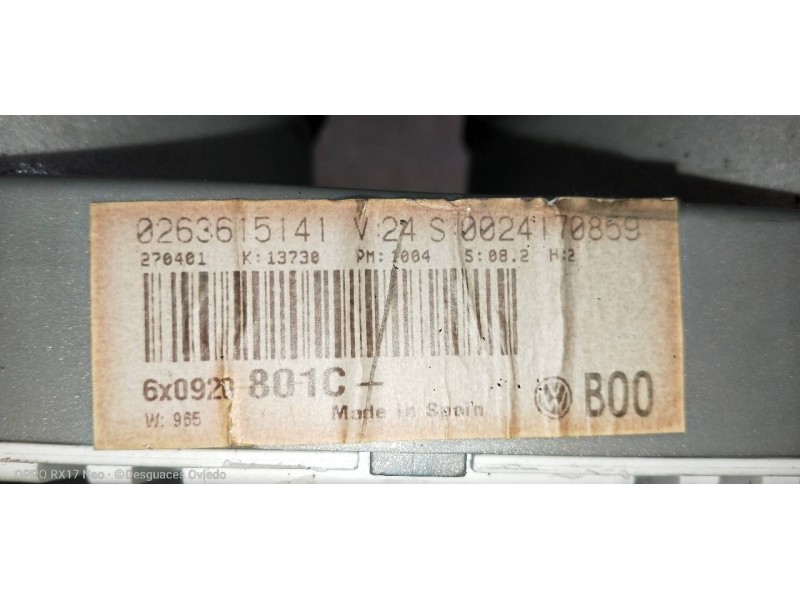 0263615141 V:24 S:0024170859
270401 K:13730 PM:1004 S:08.2 H:2
6x0920 801C -
Made in Spain
B00
W: 965
OPPO RX17 Neo · ©Desguaces Oviedo